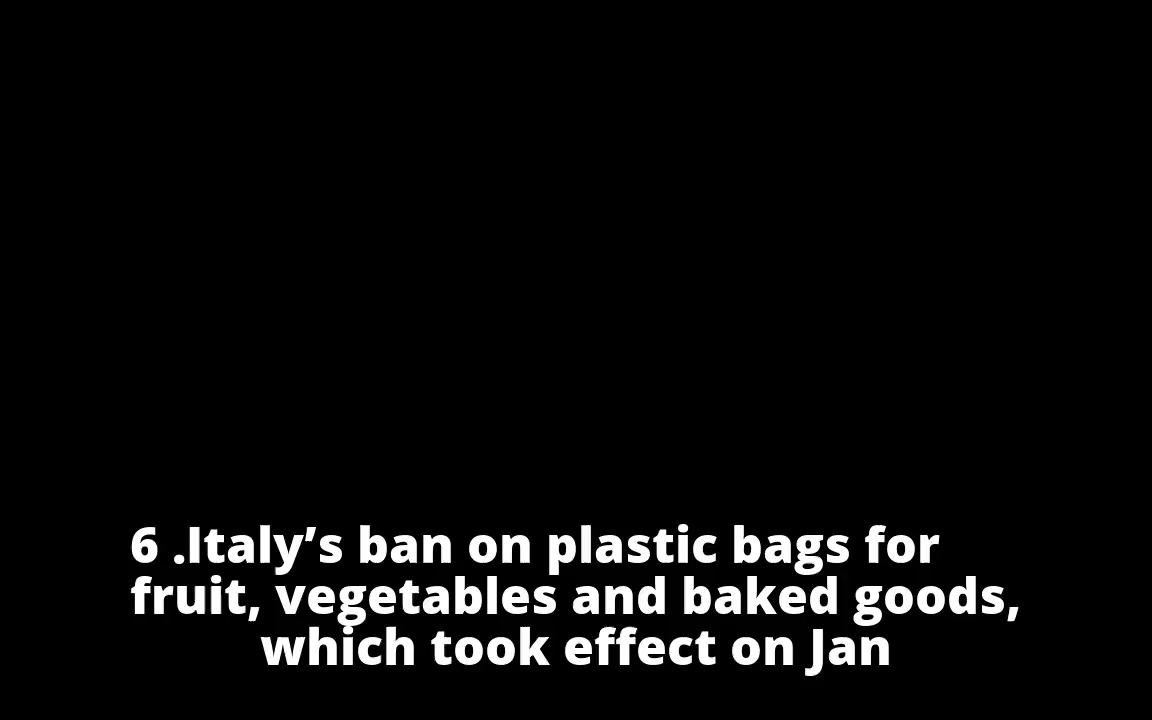 6 .Italy’s ban on plastic bags for
fruit, vegetables and baked goods,
which took effect on Jan